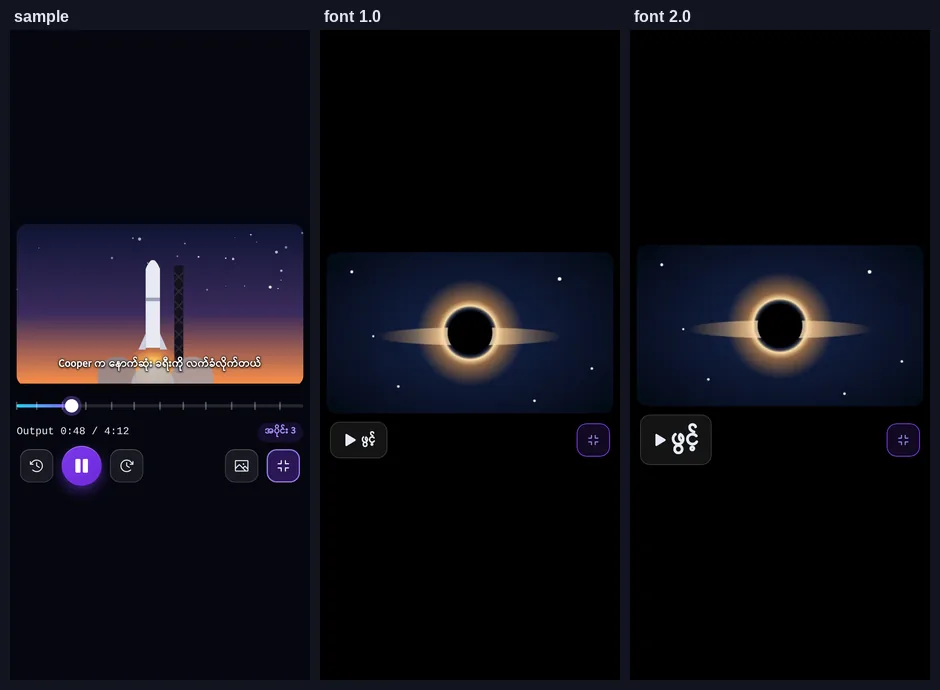 sample
font 1.0
font 2.0
Cooper က နောက်ဆုံး ခရီးကို လက်ခံလိုက်တယ်
Output 0:48 / 4:12
အပိုင်း 3
ဖွင့်
ဖွင့်